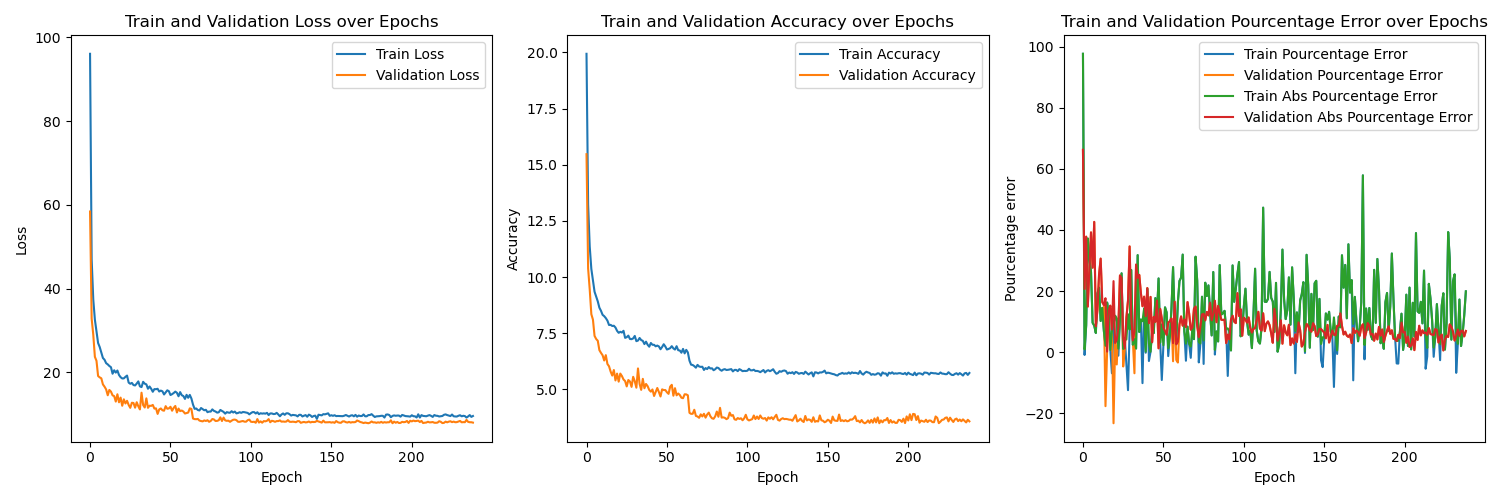 Train and Validation Loss over Epochs
100
80
60
40
20
0
50
100
150
200
Loss
Epoch
Train Loss
Validation Loss
Train and Validation Accuracy over Epochs
20.0
17.5
15.0
12.5
10.0
7.5
5.0
0
50
100
150
200
Accuracy
Epoch
Train Accuracy
Validation Accuracy
Train and Validation Pourcentage Error over Epochs
100
80
60
40
20
0
−20
0
50
100
150
200
Pourcentage error
Epoch
Train Pourcentage Error
Validation Pourcentage Error
Train Abs Pourcentage Error
Validation Abs Pourcentage Error